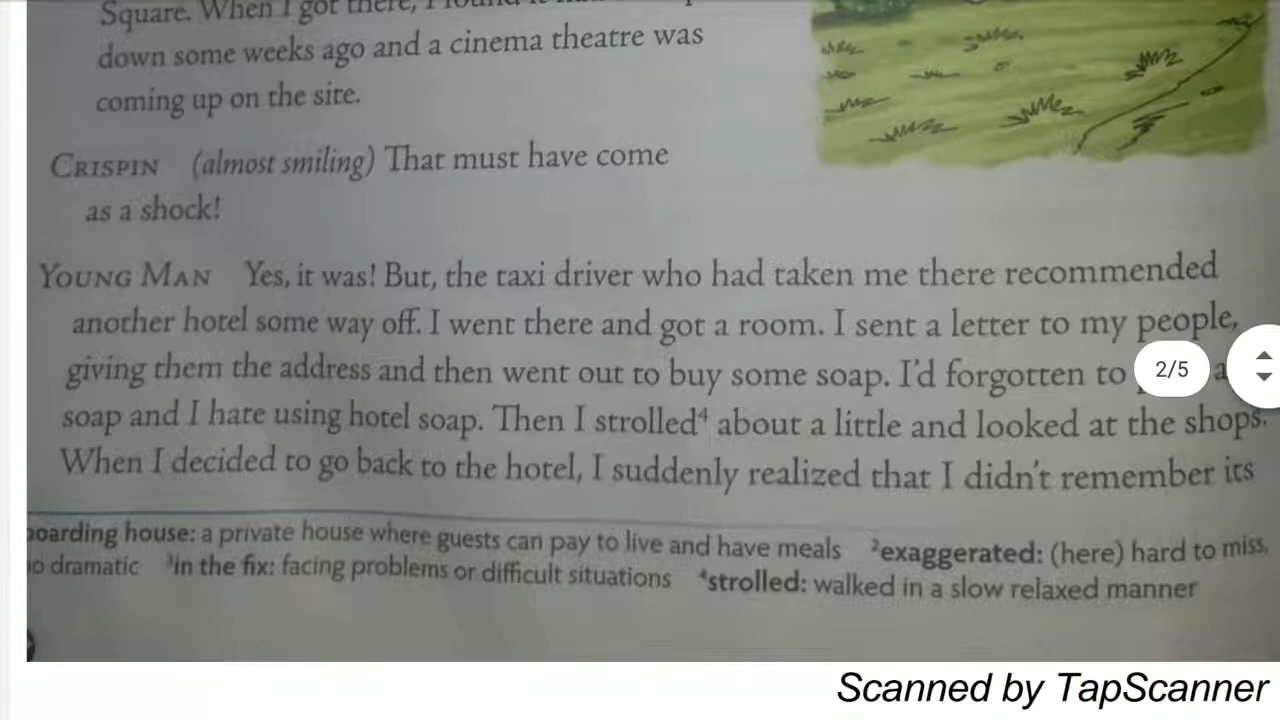 Square. When I got there, I found it
down some weeks ago and a cinema theatre was
coming up on the site.
CRISPIN (almost smiling) That must have come
as a shock!
YOUNG MAN Yes, it was! But, the taxi driver who had taken me there recommended
another hotel some way off. I went there and got a room. I sent a letter to my people,
giving them the address and then went out to buy some soap. I'd forgotten to
2/5
soap and I hate using hotel soap. Then I strolled⁴ about a little and looked at the shops.
When I decided to go back to the hotel, I suddenly realized that I didn't remember its
boarding house: a private house where guests can pay to live and have meals ²exaggerated: (here) hard to miss,
dramatic ³in the fix: facing problems or difficult situations ⁴strolled: walked in a slow relaxed manner
Scanned by TapScanner